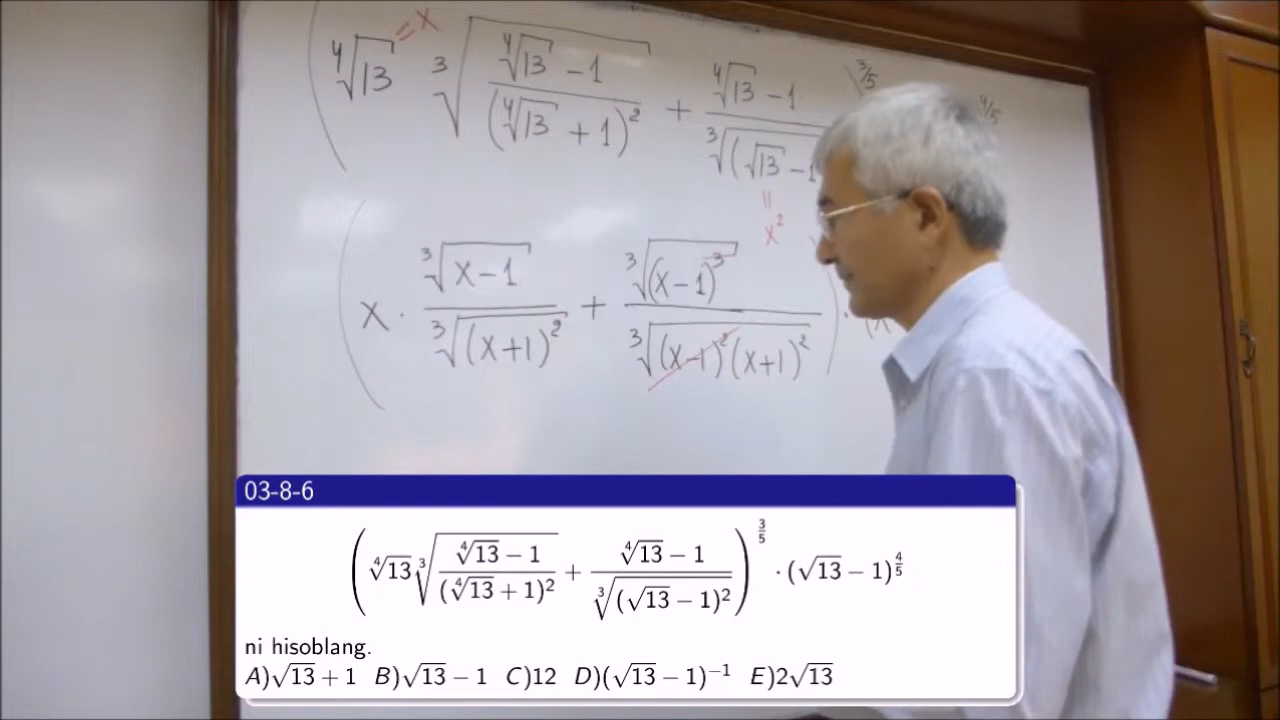 ( ⁴√13 =x ³√((⁴√13 - 1)/(⁴√13 + 1)²) + (⁴√13 - 1)/³√((√13 - 1 3/5 4/5
= x²
( x · ³√(x-1)/³√((x+1)²) + ³√((x-1)³)/³√((x-1)²(x+1)²) ) · (x
03-8-6
(⁴√13 ³√((⁴√13 − 1)/(⁴√13 + 1)²) + (⁴√13 − 1)/³√((√13 − 1)²))^(3/5) · (√13 − 1)^(4/5)
ni hisoblang.
A)√13 + 1 B)√13 − 1 C)12 D)(√13 − 1)⁻¹ E)2√13